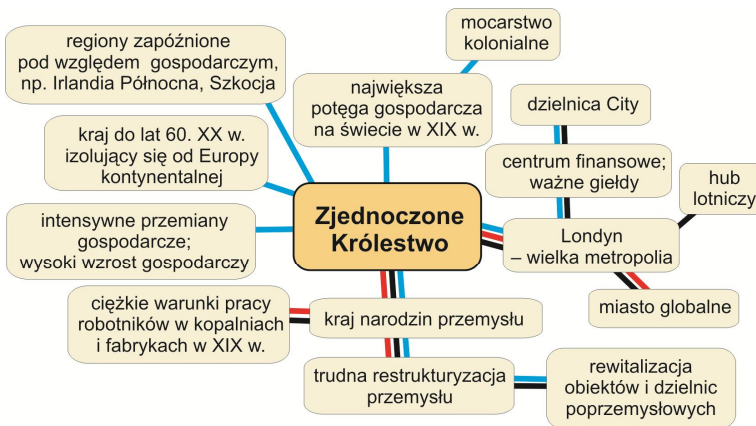 regiony zapóźnione
pod względem gospodarczym,
np. Irlandia Północna, Szkocja
mocarstwo
kolonialne
największa
potęga gospodarcza
na świecie w XIX w.
dzielnica City
kraj do lat 60. XX w.
izolujący się od Europy
kontynentalnej
centrum finansowe;
ważne giełdy
hub
lotniczy
Zjednoczone
Królestwo
intensywne przemiany
gospodarcze;
wysoki wzrost gospodarczy
Londyn
– wielka metropolia
miasto globalne
ciężkie warunki pracy
robotników w kopalniach
i fabrykach w XIX w.
kraj narodzin przemysłu
trudna restrukturyzacja
przemysłu
rewitalizacja
obiektów i dzielnic
poprzemysłowych